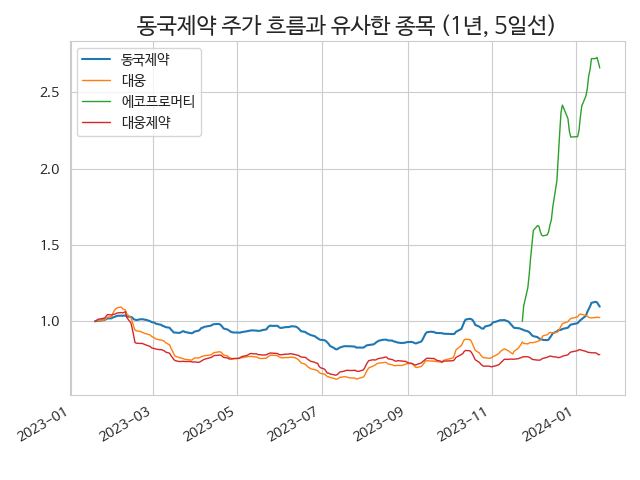 동국제약 주가 흐름과 유사한 종목 (1년, 5일선)
동국제약
대웅
에코프로머티
대웅제약
2.5
2.0
1.5
1.0
2023-01
2023-03
2023-05
2023-07
2023-09
2023-11
2024-01